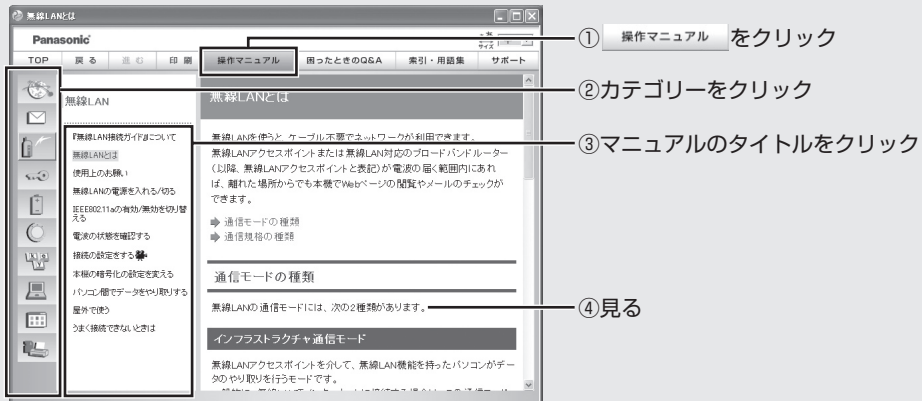 無線LANとは
Panasonic
サイズ
TOP 戻る 進む 印刷 操作マニュアル 困ったときのQ&A 索引・用語集 サポート
無線LAN
『無線LAN接続ガイド』について
無線LANとは
使用上のお願い
無線LANの電源を入れる/切る
IEEE802.11aの有効/無効を切り替
える
電波の状態を確認する
接続の設定をする
本機の暗号化の設定を変える
パソコン間でデータをやり取りする
屋外で使う
うまく接続できないときは
無線LANとは
無線LANを使うと、ケーブル不要でネットワークが利用できます。
無線LANアクセスポイントまたは無線LAN対応のブロードバンドルーター
(以降、無線LANアクセスポイントと表記)が電波の届く範囲内にあれ
ば、離れた場所からでも本機でWebページの閲覧やメールのチェックが
できます。
通信モードの種類
通信規格の種類
通信モードの種類
無線LANの通信モードには、次の2種類があります。
インフラストラクチャ通信モード
無線LANアクセスポイントを介して、無線LAN機能を持ったパソコンがデー
タのやり取りを行うモードです。
① 操作マニュアル をクリック
②カテゴリーをクリック
③マニュアルのタイトルをクリック
④見る